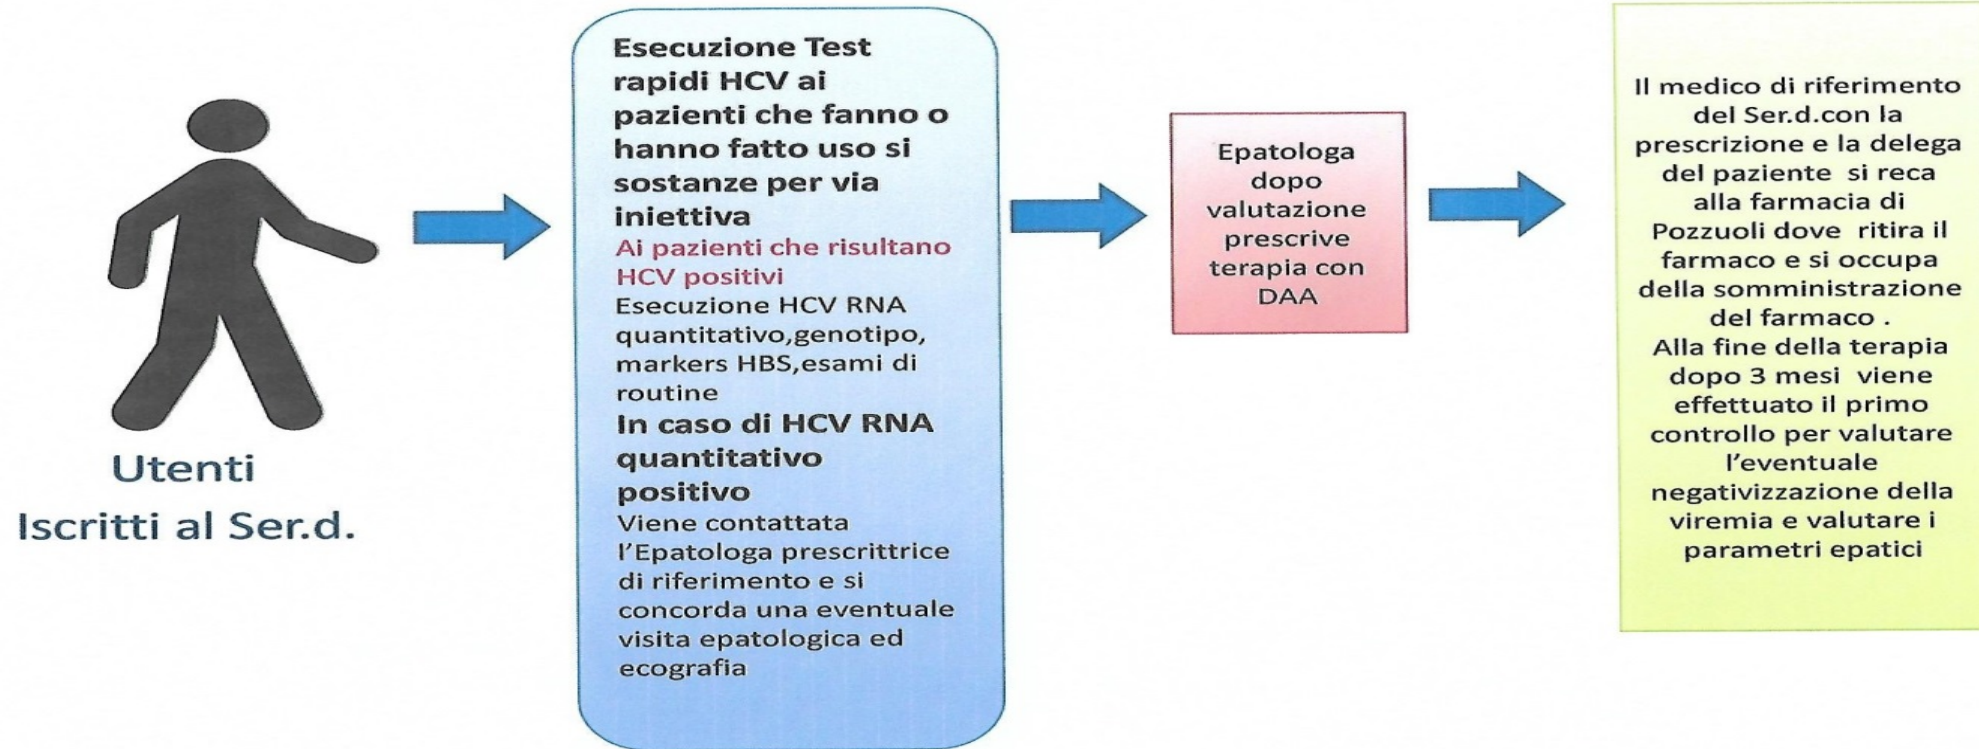 Utenti
Iscritti al Ser.d.
Esecuzione Test
rapidi HCV ai
pazienti che fanno o
hanno fatto uso si
sostanze per via
iniettiva
Ai pazienti che risultano
HCV positivi
Esecuzione HCV RNA
quantitativo,genotipo,
markers HBS,esami di
routine
In caso di HCV RNA
quantitativo
positivo
Viene contattata
l'Epatologa prescrittrice
di riferimento e si
concorda una eventuale
visita epatologica ed
ecografia
Epatologa
dopo
valutazione
prescrive
terapia con
DAA
Il medico di riferimento
del Ser.d.con la
prescrizione e la delega
del paziente si reca
alla farmacia di
Pozzuoli dove ritira il
farmaco e si occupa
della somministrazione
del farmaco .
Alla fine della terapia
dopo 3 mesi viene
effettuato il primo
controllo per valutare
l'eventuale
negativizzazione della
viremia e valutare i
parametri epatici